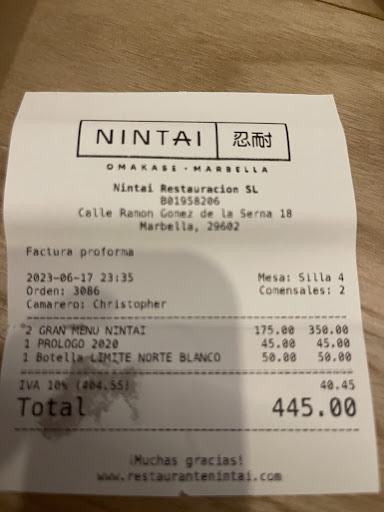 NINTAI 忍耐
OMAKASE · MARBELLA
Nintai Restauracion SL
B01958206
Calle Ramon Gomez de la Serna 18
Marbella, 29602
Factura proforma
2023-06-17 23:35 Mesa: Silla 4
Orden: 3086 Comensales: 2
Camarero: Christopher
2 GRAN MENU NINTAI 175.00 350.00
1 PROLOGO 2020 45.00 45.00
1 Botella LIMITE NORTE BLANCO 50.00 50.00
IVA 10% (404.55) 40.45
Total 445.00
¡Muchas gracias!
www.restaurantenintai.com